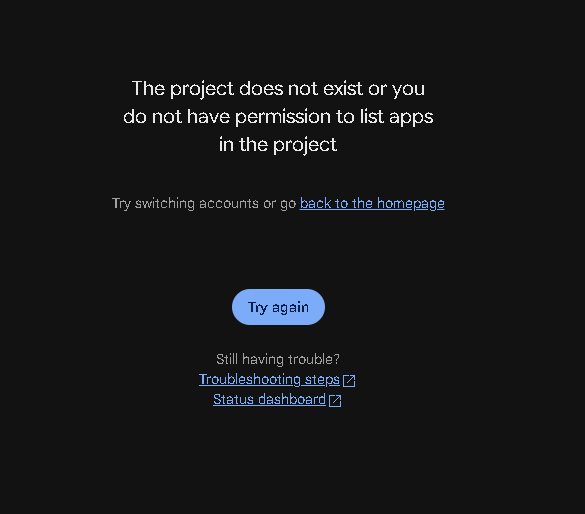 The project does not exist or you
do not have permission to list apps
in the project
Try switching accounts or go back to the homepage
Try again
Still having trouble?
Troubleshooting steps
Status dashboard